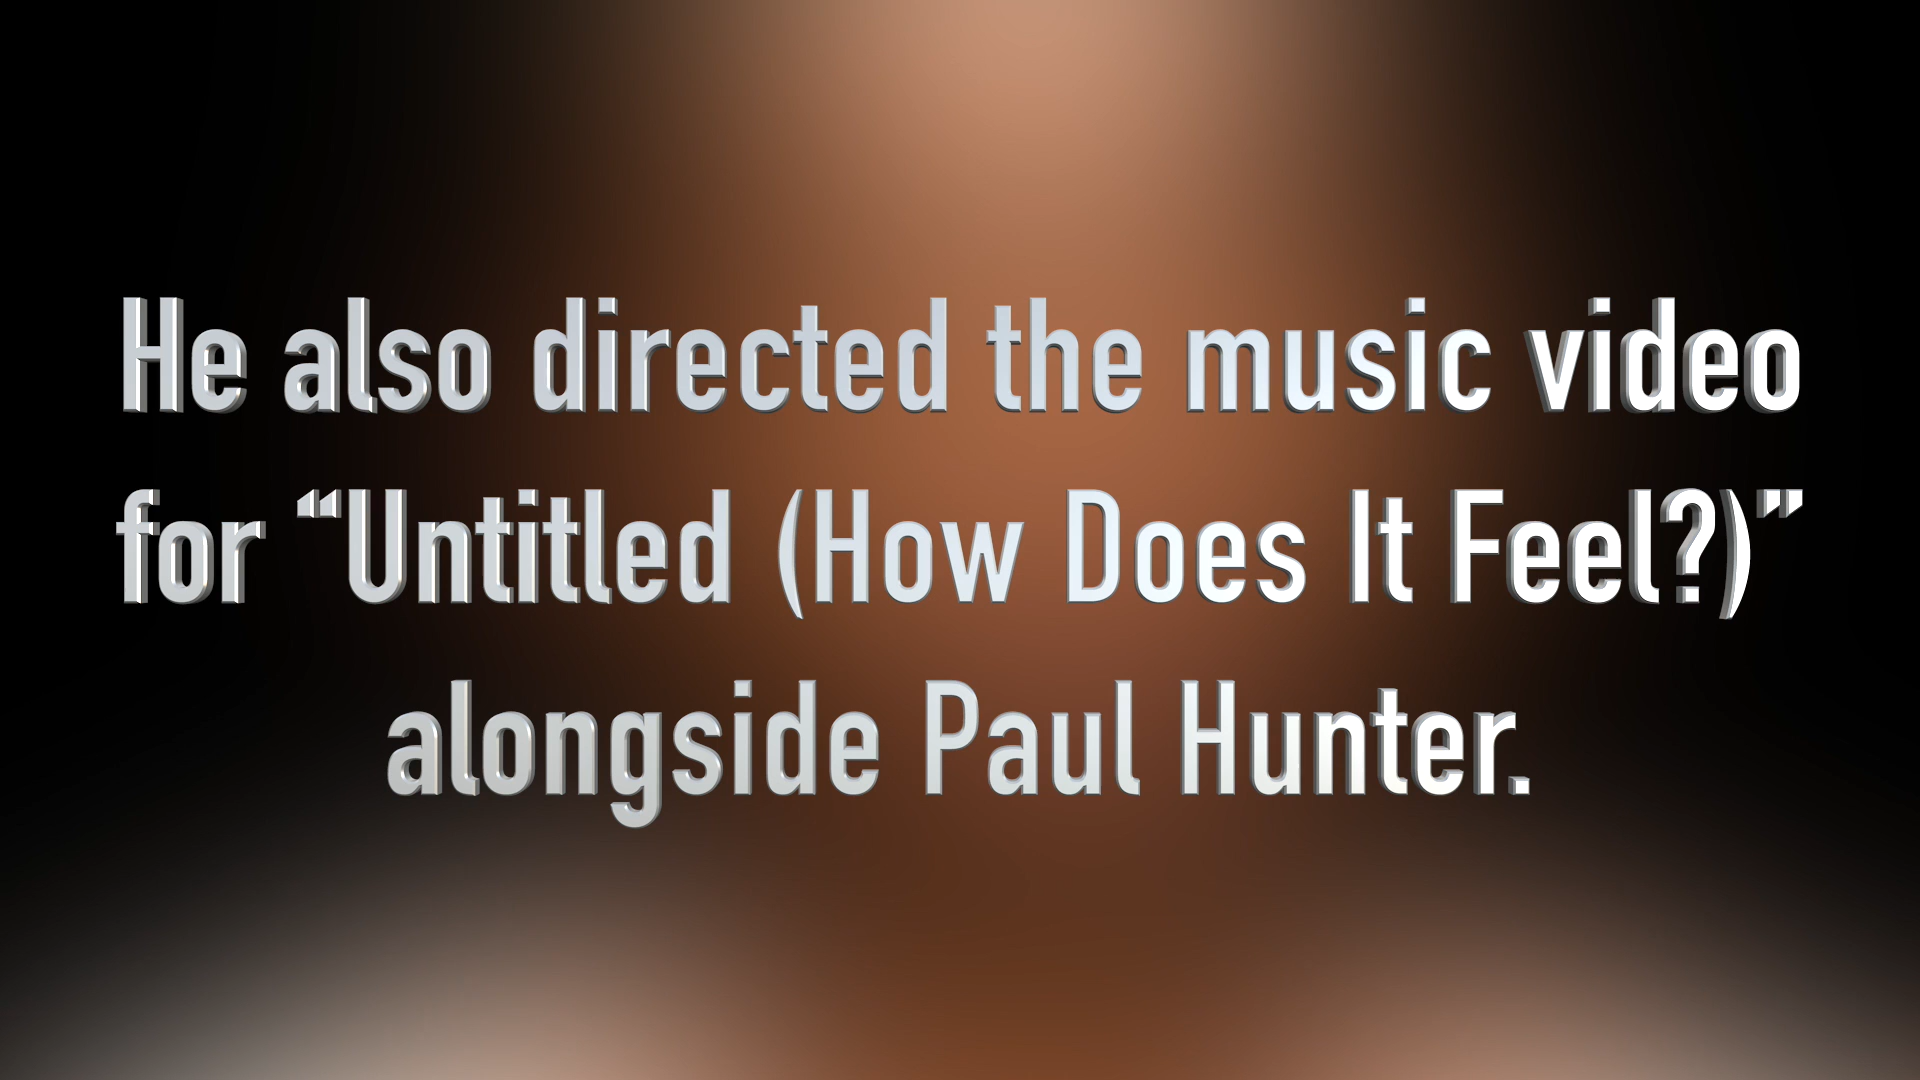 He also directed the music video
for “Untitled (How Does It Feel?)”
alongside Paul Hunter.